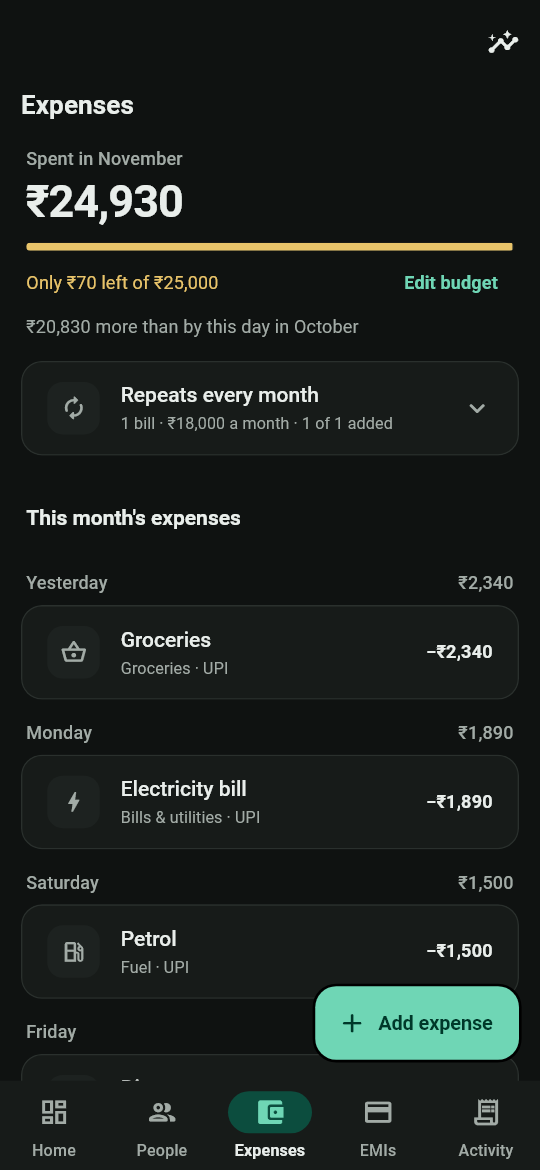 Expenses
Spent in November
₹24,930
Only ₹70 left of ₹25,000
Edit budget
₹20,830 more than by this day in October
Repeats every month
1 bill · ₹18,000 a month · 1 of 1 added
This month's expenses
Yesterday ₹2,340
Groceries
Groceries · UPI
−₹2,340
Monday ₹1,890
Electricity bill
Bills & utilities · UPI
−₹1,890
Saturday ₹1,500
Petrol
Fuel · UPI
−₹1,500
Friday
Add expense
Home People Expenses EMIs Activity